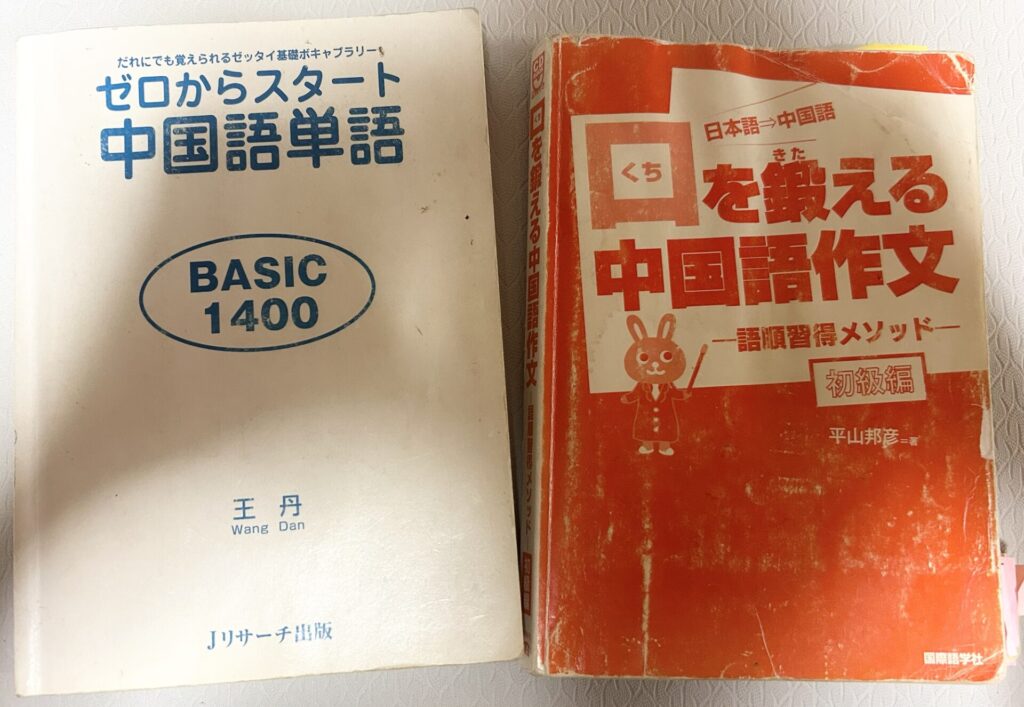 だれにでも覚えられるゼッタイ基礎ボキャブラリー
ゼロからスタート
中国語単語
BASIC
1400
王 丹
Wang Dan
Jリサーチ出版
口を鍛える中国語作文
語順習得メソッド
日本語⇒中国語
きた
口を鍛える
くち
中国語作文
―語順習得メソッド―
初級編
平山邦彦=著
国際語学社